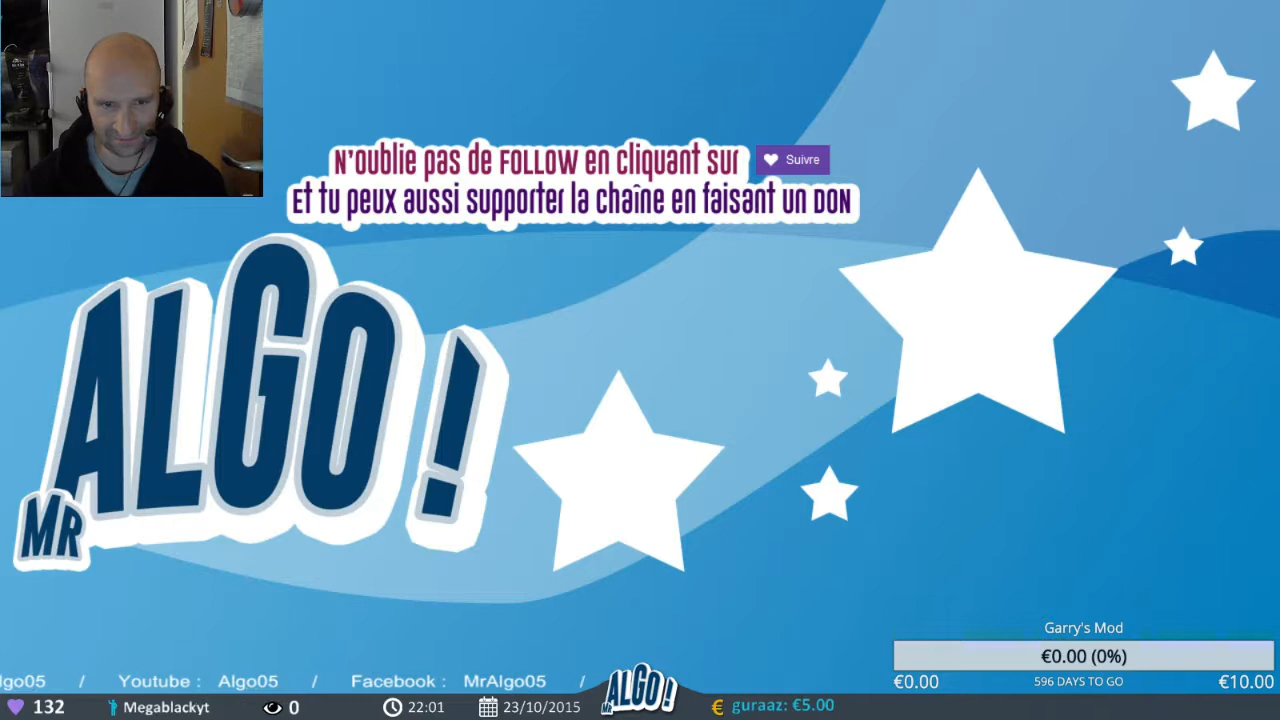 N'oublie pas de FOLLOW en cliquant sur Suivre
Et tu peux aussi supporter la chaîne en faisant un DON
MR ALGO !
Garry's Mod
€0.00 (0%)
€0.00 596 DAYS TO GO €10.00
lgo05 / Youtube : Algo05 / Facebook : MrAlgo05 /
132 Megablackyt 0 22:01 23/10/2015 MR ALGO ! guraaz: €5.00